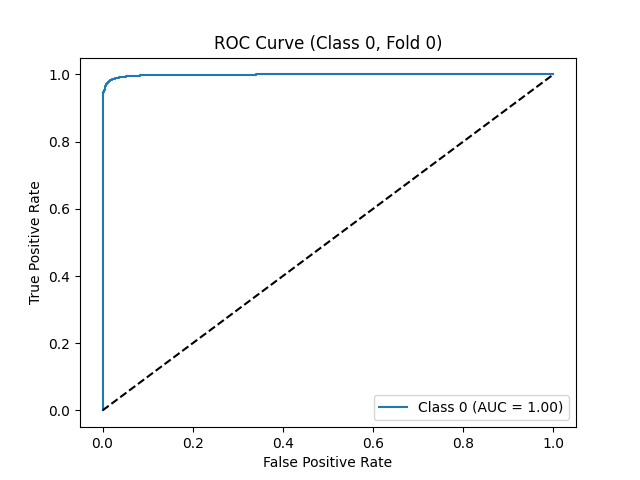 ROC Curve (Class 0, Fold 0)
1.0
0.8
0.6
0.4
0.2
0.0
True Positive Rate
Class 0 (AUC = 1.00)
0.0 0.2 0.4 0.6 0.8 1.0
False Positive Rate